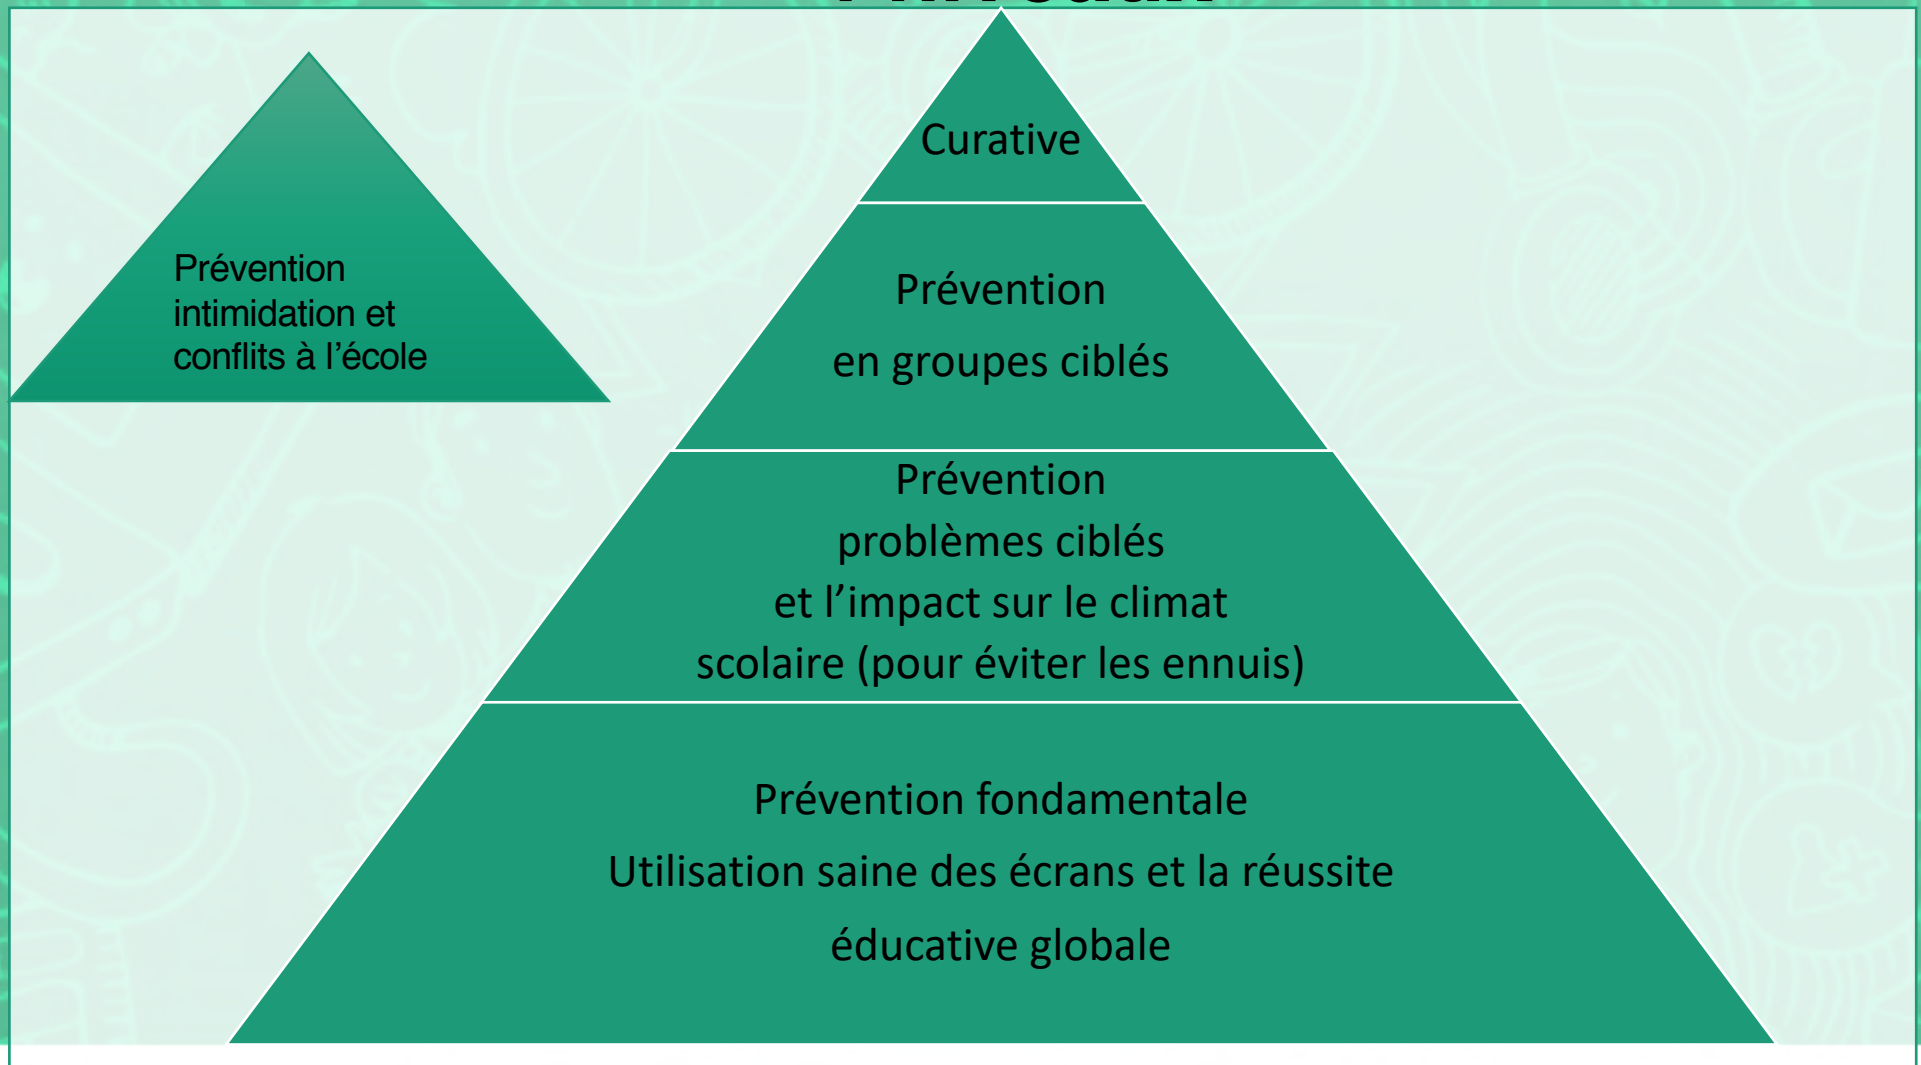 Prévention
intimidation et
conflits à l’école
Curative
Prévention
en groupes ciblés
Prévention
problèmes ciblés
et l’impact sur le climat
scolaire (pour éviter les ennuis)
Prévention fondamentale
Utilisation saine des écrans et la réussite
éducative globale